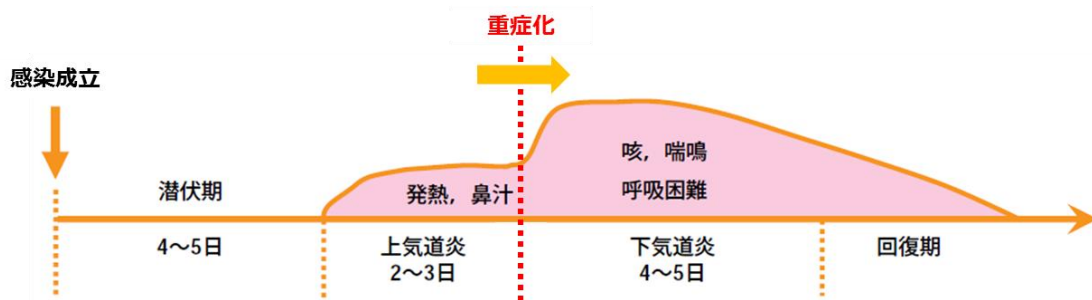 重症化
感染成立
潜伏期
発熱，鼻汁
咳，喘鳴
呼吸困難
4～5日
上気道炎
2～3日
下気道炎
4～5日
回復期